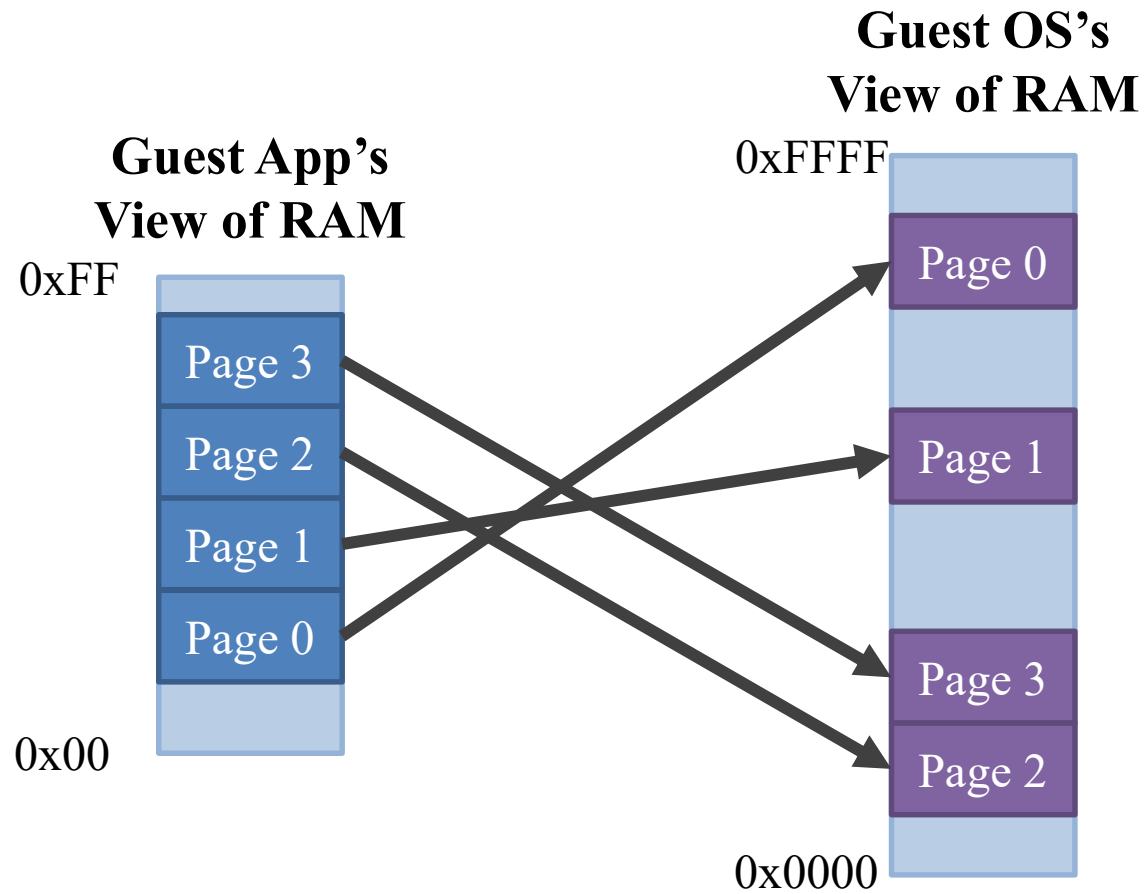 Guest App's
View of RAM
0xFF
Page 3
Page 2
Page 1
Page 0
0x00
Guest OS's
View of RAM
0xFFFF
Page 0
Page 1
Page 3
Page 2
0x0000